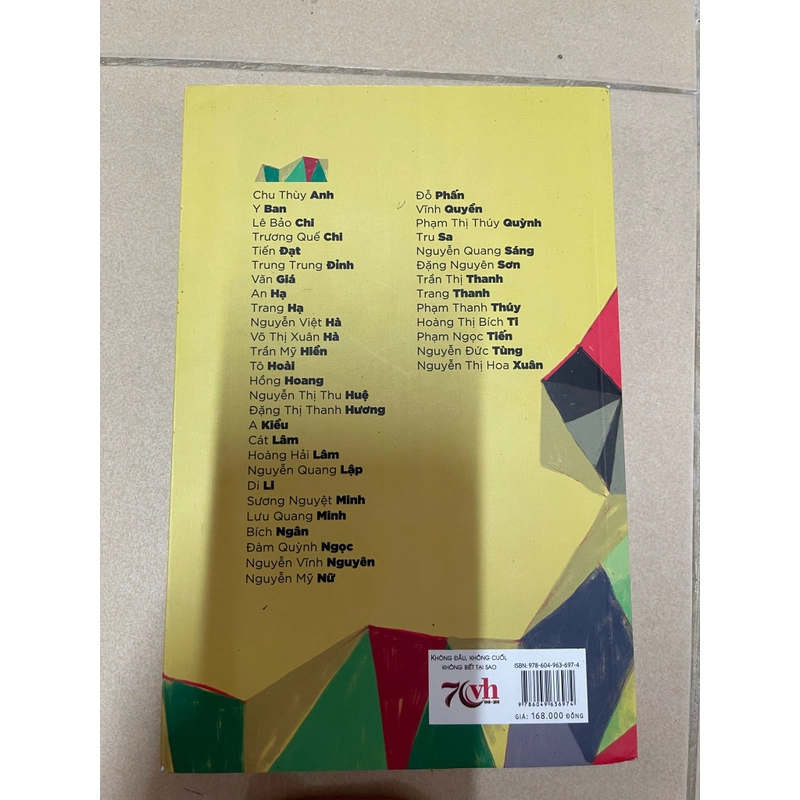 Chu Thùy Anh
Y Ban
Lê Bảo Chi
Trương Quế Chi
Tiến Đạt
Trung Trung Đỉnh
Văn Giá
An Hạ
Trang Hạ
Nguyễn Việt Hà
Võ Thị Xuân Hà
Trần Mỹ Hiền
Tô Hoài
Hồng Hoang
Nguyễn Thị Thu Huệ
Đặng Thị Thanh Hương
A Kiều
Cát Lâm
Hoàng Hải Lâm
Nguyễn Quang Lập
Di Li
Sương Nguyệt Minh
Lưu Quang Minh
Bích Ngân
Đàm Quỳnh Ngọc
Nguyễn Vĩnh Nguyên
Nguyễn Mỹ Nữ
Đỗ Phấn
Vĩnh Quyền
Phạm Thị Thúy Quỳnh
Tru Sa
Nguyễn Quang Sáng
Đặng Nguyên Sơn
Trần Thị Thanh
Trang Thanh
Phạm Thanh Thúy
Hoàng Thị Bích Ti
Phạm Ngọc Tiến
Nguyễn Đức Tùng
Nguyễn Thị Hoa Xuân
KHÔNG ĐẦU, KHÔNG CUỐI,
KHÔNG BIẾT TẠI SAO
70vh
1948 - 2018
ISBN: 978-604-963-697-4
9 786049 636974
GIÁ: 168.000 ĐỒNG